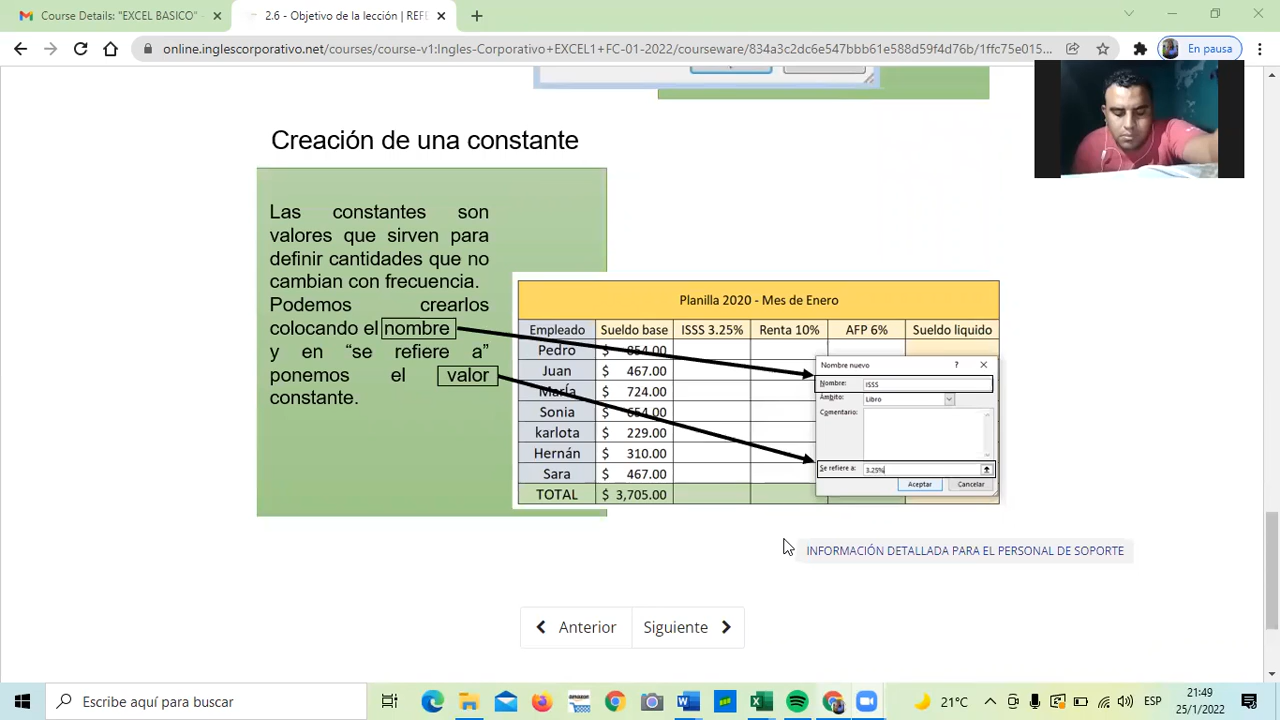 Course Details: "EXCEL BASICO" -
2.6 - Objetivo de la lección | REFE
online.inglescorporativo.net/courses/course-v1:Ingles-Corporativo+EXCEL1+FC-01-2022/courseware/834a3c2dc6e547bbb61e538d59f4d76b/1ffc75e015...
En pausa
Creación de una constante
Las constantes son
valores que sirven para
definir cantidades que no
cambian con frecuencia.
Podemos crearlos
colocando el nombre
y en “se refiere a”
ponemos el valor
constante.
Planilla 2020 - Mes de Enero
Empleado Sueldo base ISSS 3.25% Renta 10% AFP 6% Sueldo liquido
Pedro $ 854.00
Juan $ 467.00
María $ 724.00
Sonia $ 654.00
karlota $ 229.00
Hernán $ 310.00
Sara $ 467.00
TOTAL $ 3,705.00
Nombre nuevo ?
Nombre: ISSS
Ámbito: Libro
Comentario:
Se refiere a: 3.25%
Aceptar Cancelar
INFORMACIÓN DETALLADA PARA EL PERSONAL DE SOPORTE
Anterior Siguiente
Escribe aquí para buscar
21°C
ESP
21:49
25/1/2022